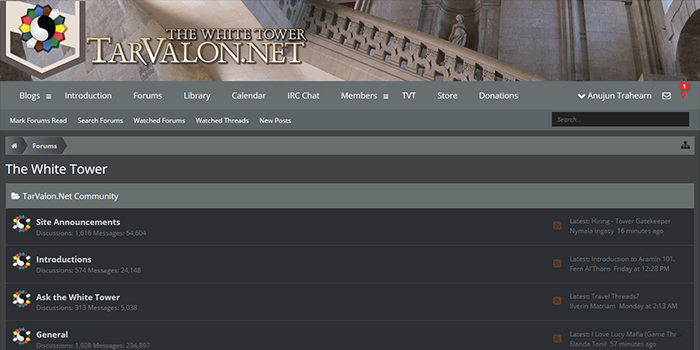 THE WHITE TOWER
TARVALON.NET
Blogs Introduction Forums Library Calendar IRC Chat Members TVT Store Donations Anujun Trahearn 1
Mark Forums Read Search Forums Watched Forums Watched Threads New Posts Search...
Forums
The White Tower
TarValon.Net Community
Site Announcements
Discussions: 1,616 Messages: 54,604
Latest: Hiring - Tower Gatekeeper
Nymala Ingasy 16 minutes ago
Introductions
Discussions: 574 Messages: 24,148
Latest: Introduction to Aramin 101.
Fern Al'Thorn Friday at 12:28 PM
Ask the White Tower
Discussions: 313 Messages: 5,038
Latest: Travel Threads?
Ilverin Matriam Monday at 2:13 AM
General
Discussions: 1,928 Messages: 234,897
Latest: I Love Lucy Mafia (Game Thr
Elanda Tonil 57 minutes ago